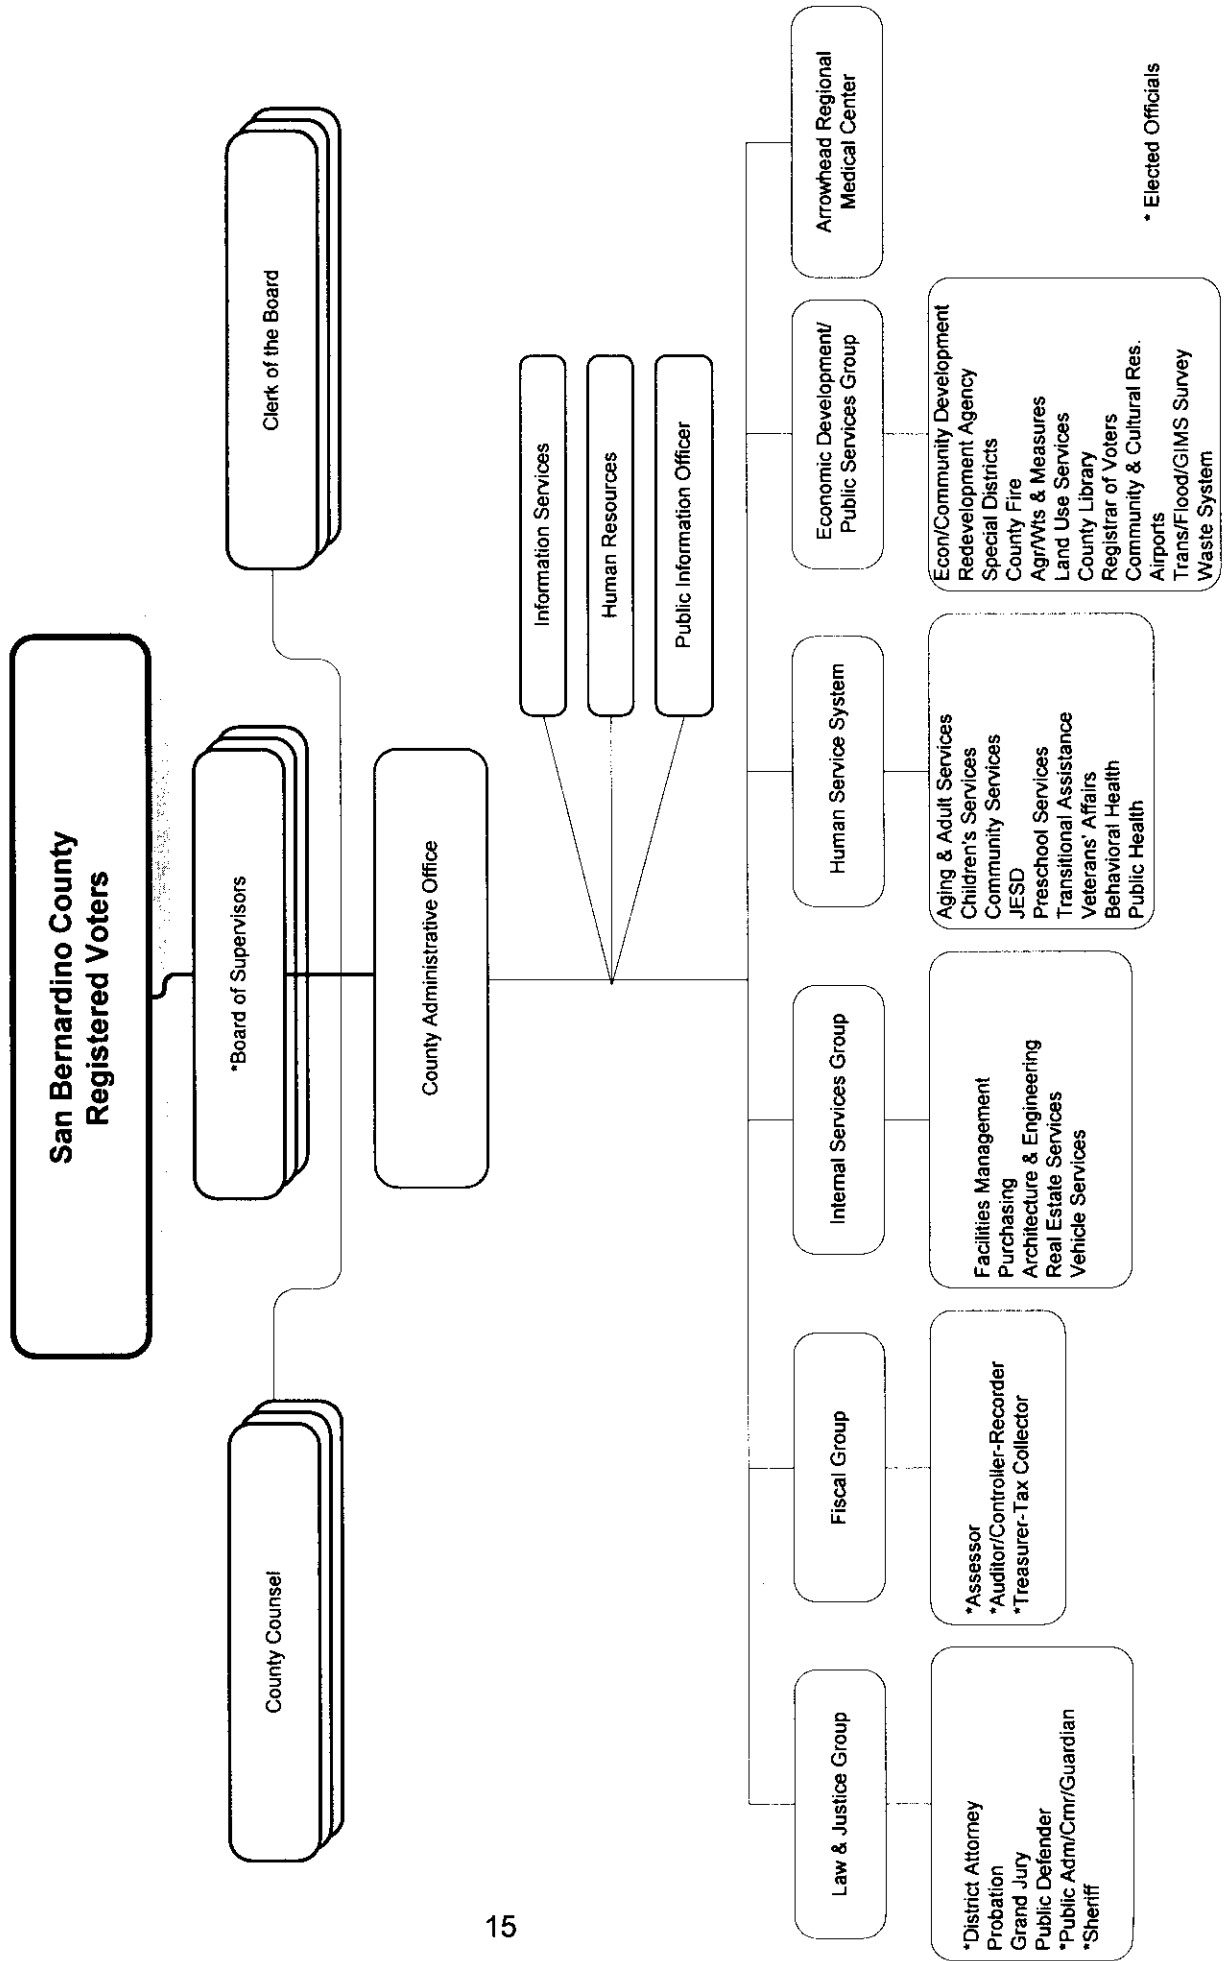 San Bernardino County
Registered Voters
County Counsel
*Board of Supervisors
Clerk of the Board
County Administrative Office
Information Services
Human Resources
Public Information Officer
Law & Justice Group
*District Attorney
Probation
Grand Jury
Public Defender
*Public Adm/Crnr/Guardian
*Sheriff
Fiscal Group
*Assessor
*Auditor/Controller-Recorder
*Treasurer-Tax Collector
Internal Services Group
Facilities Management
Purchasing
Architecture & Engineering
Real Estate Services
Vehicle Services
Human Service System
Aging & Adult Services
Children's Services
Community Services
JESD
Preschool Services
Transitional Assistance
Veterans' Affairs
Behavioral Health
Public Health
Economic Development/
Public Services Group
Econ/Community Development
Redevelopment Agency
Special Districts
County Fire
Agr/Wts & Measures
Land Use Services
County Library
Registrar of Voters
Community & Cultural Res.
Airports
Trans/Flood/GIMS Survey
Waste System
Arrowhead Regional
Medical Center
* Elected Officials
15